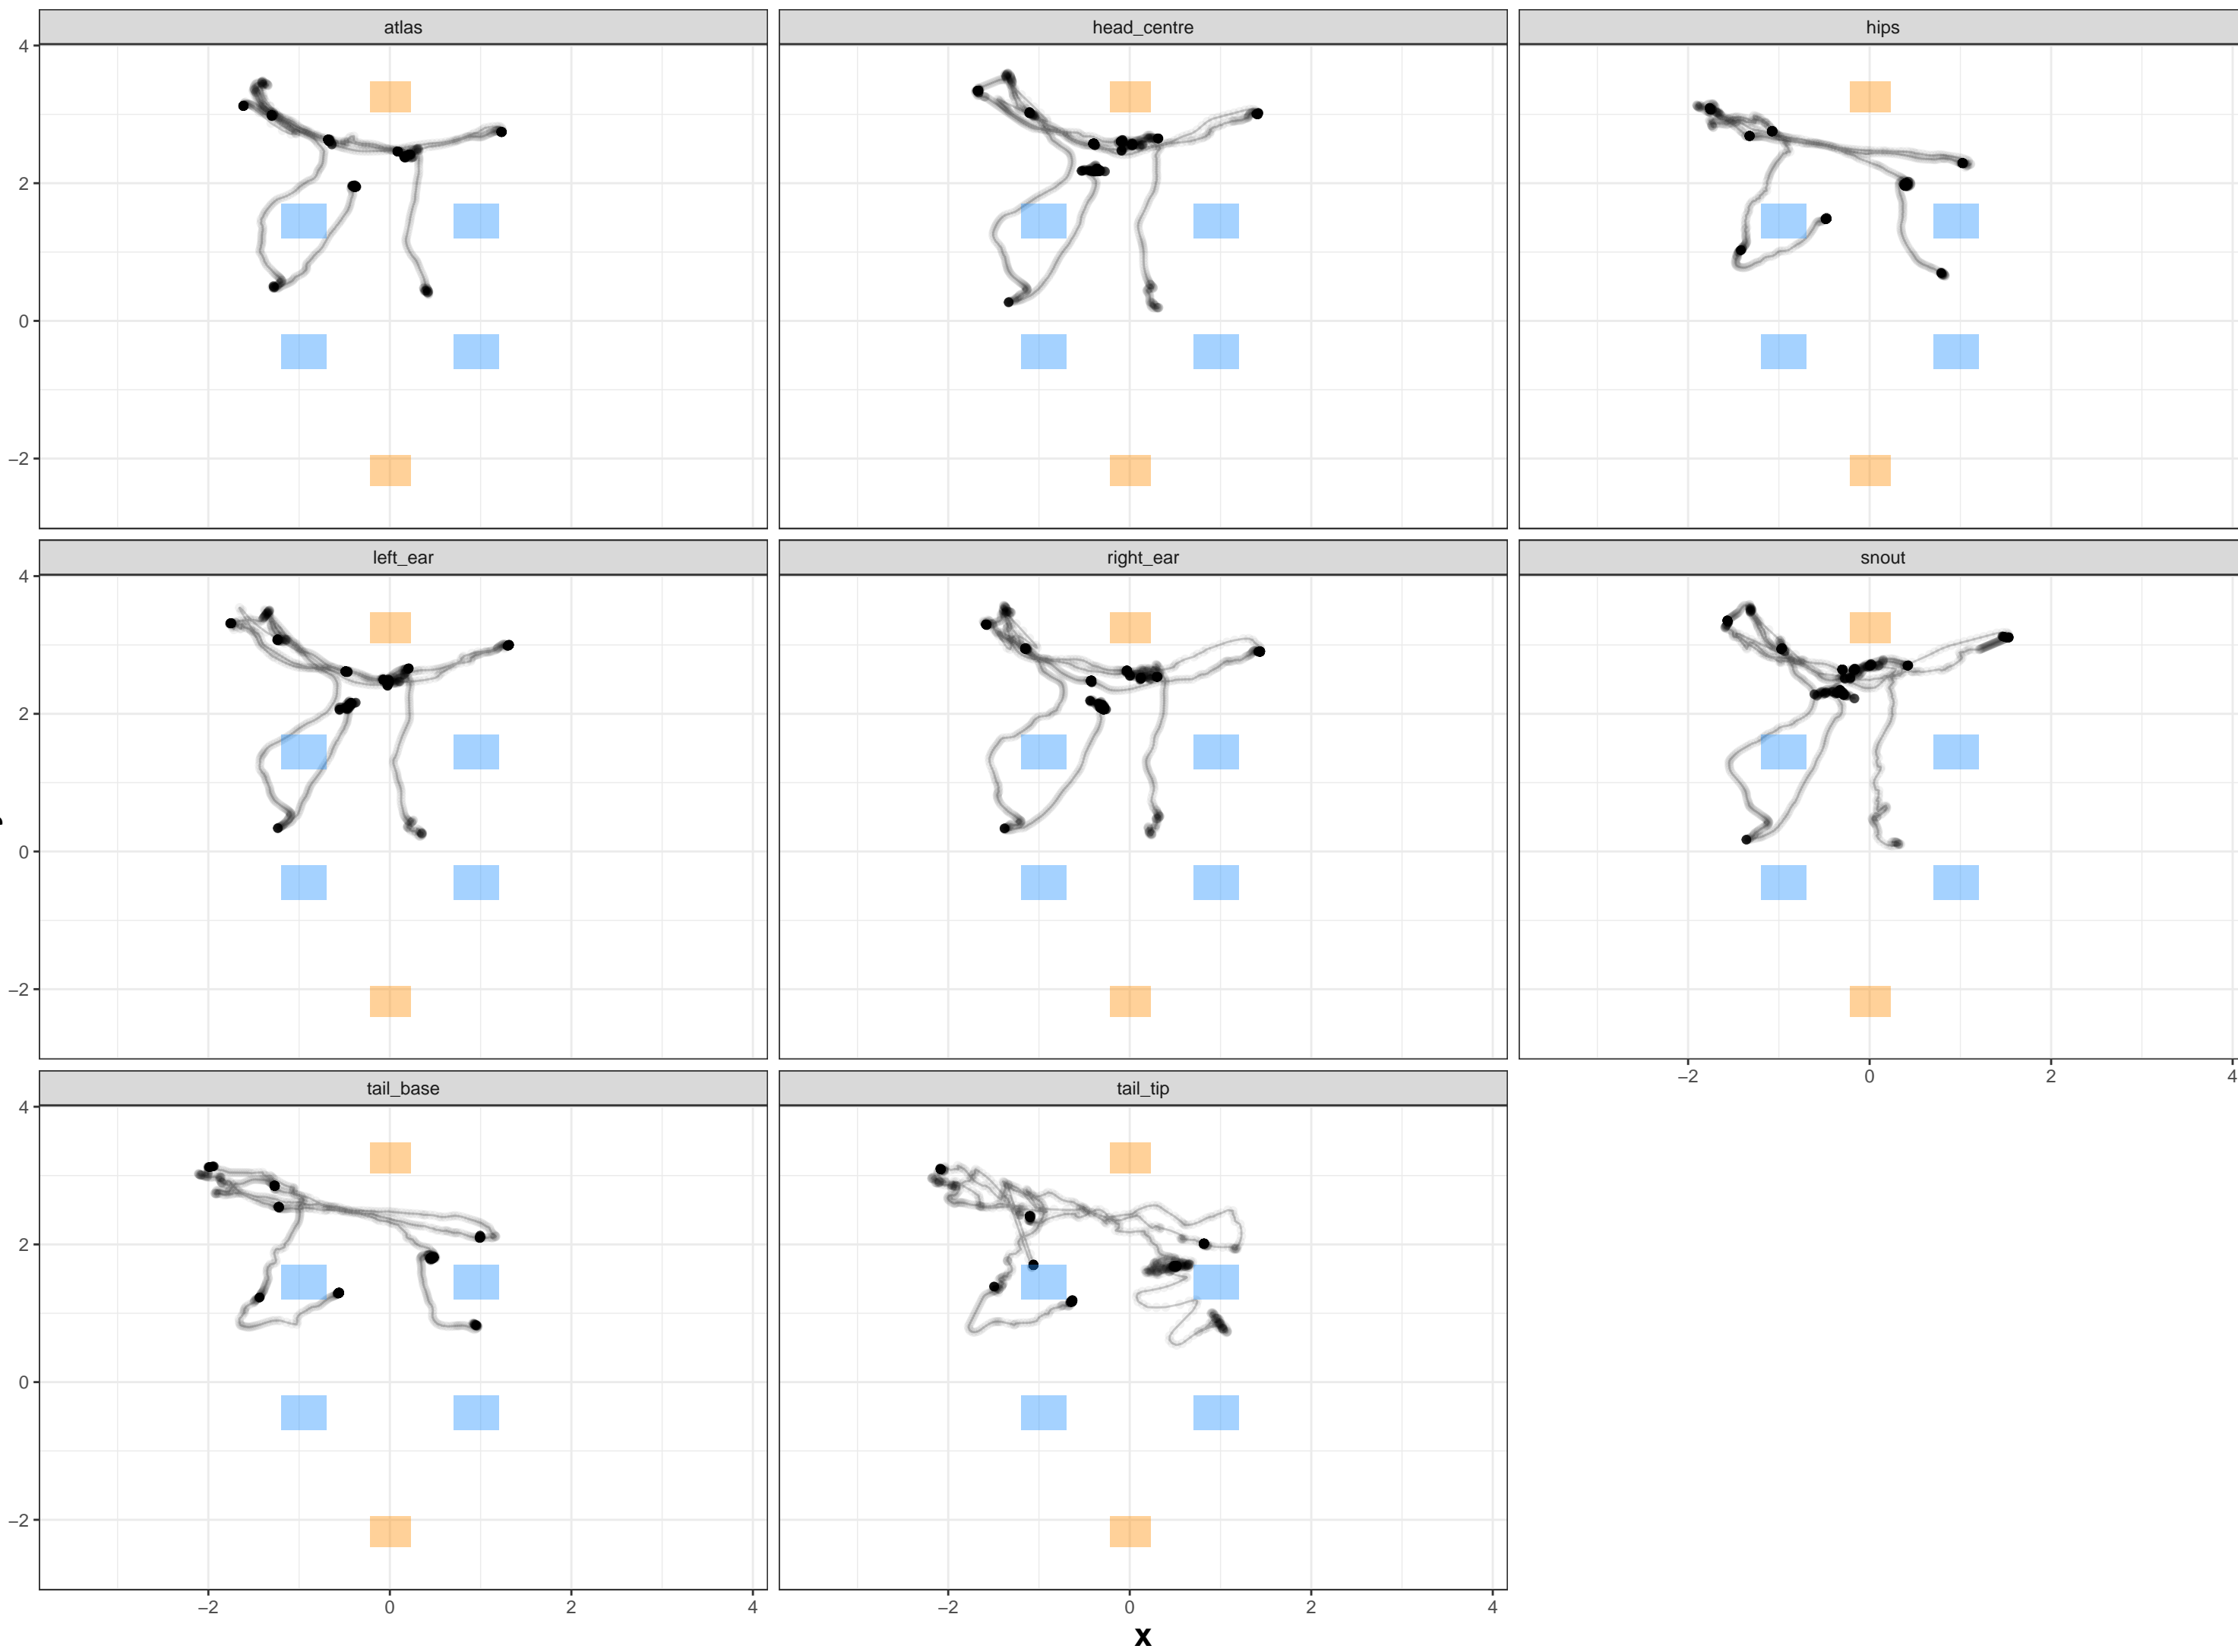 atlas head_centre hips
4
2
0
−2
left_ear right_ear snout
4
2
0
−2
−2 0 2 4
tail_base tail_tip
4
2
0
−2
−2 0 2 4 −2 0 2 4
x